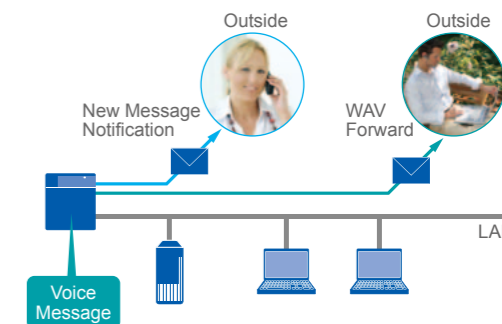 Outside
Outside
New Message
Notification
WAV
Forward
LA
Voice
Message